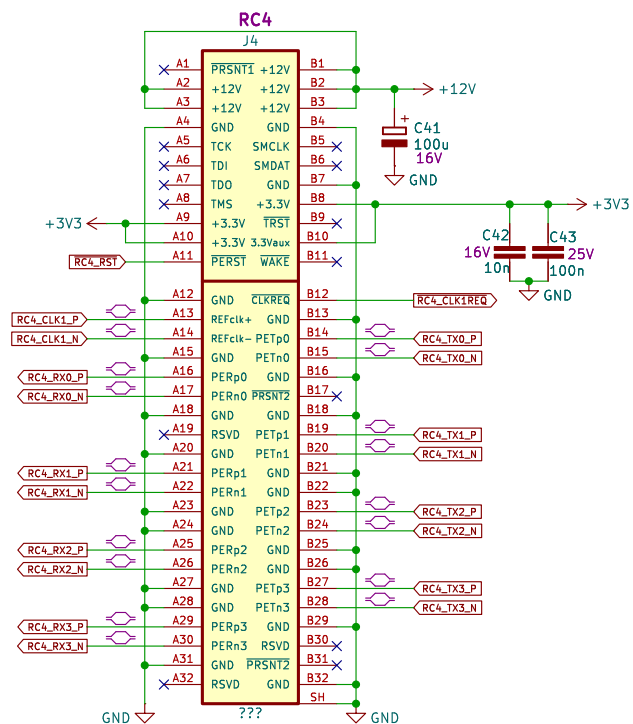 RC4
J4
A1 PRSNT1 +12V B1
A2 +12V +12V B2 +12V
A3 +12V +12V B3
A4 GND GND B4 + C41
A5 TCK SMCLK B5 100u
A6 TDI SMDAT B6 16V
A7 TDO GND B7 GND
A8 TMS +3.3V B8 +3V3
+3V3 A9 +3.3V TRST B9
A10 +3.3V 3.3Vaux B10 C42 C43
RC4_RST A11 PERST WAKE B11 16V 25V
10n 100n
GND
A12 GND CLKREQ B12 RC4_CLK1REQ
RC4_CLK1_P A13 REFclk+ GND B13
RC4_CLK1_N A14 REFclk- PETp0 B14 RC4_TX0_P
A15 GND PETn0 B15 RC4_TX0_N
RC4_RX0_P A16 PERp0 GND B16
RC4_RX0_N A17 PERn0 PRSNT2 B17
A18 GND GND B18
A19 RSVD PETp1 B19 RC4_TX1_P
A20 GND PETn1 B20 RC4_TX1_N
RC4_RX1_P A21 PERp1 GND B21
RC4_RX1_N A22 PERn1 GND B22
A23 GND PETp2 B23 RC4_TX2_P
A24 GND PETn2 B24 RC4_TX2_N
RC4_RX2_P A25 PERp2 GND B25
RC4_RX2_N A26 PERn2 GND B26
A27 GND PETp3 B27 RC4_TX3_P
A28 GND PETn3 B28 RC4_TX3_N
RC4_RX3_P A29 PERp3 GND B29
RC4_RX3_N A30 PERn3 RSVD B30
A31 GND PRSNT2 B31
A32 RSVD GND B32
SH
GND ??? GND